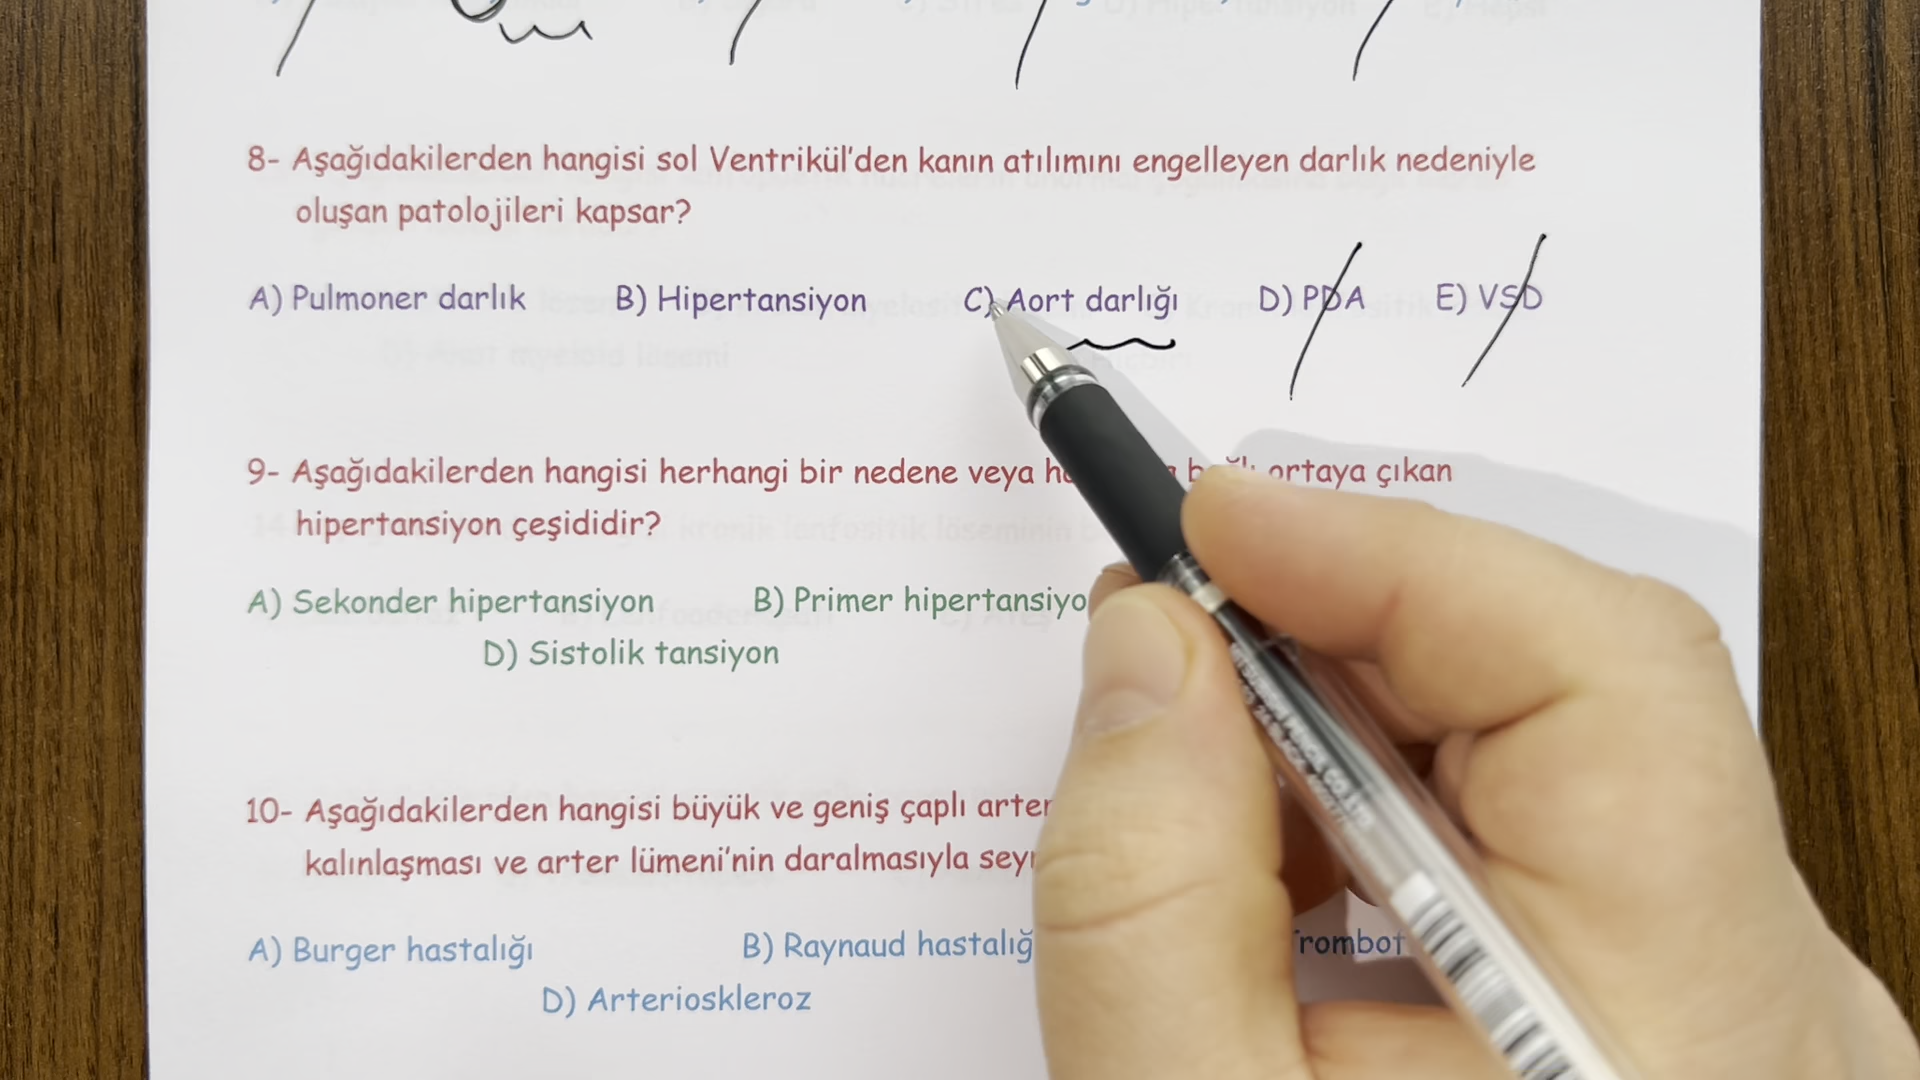 8- Aşağıdakilerden hangisi sol Ventrikül'den kanın atılımını engelleyen darlık nedeniyle
oluşan patolojileri kapsar?
A) Pulmoner darlık B) Hipertansiyon C) Aort darlığı D) PDA E) VSD
9- Aşağıdakilerden hangisi herhangi bir nedene veya ortaya çıkan
hipertansiyon çeşididir?
A) Sekonder hipertansiyon B) Primer hipertansiyo
D) Sistolik tansiyon
10- Aşağıdakilerden hangisi büyük ve geniş çaplı arter
kalınlaşması ve arter lümeni'nin daralmasıyla seyr
A) Burger hastalığı B) Raynaud hastalığ rombot
D) Arterioskleroz